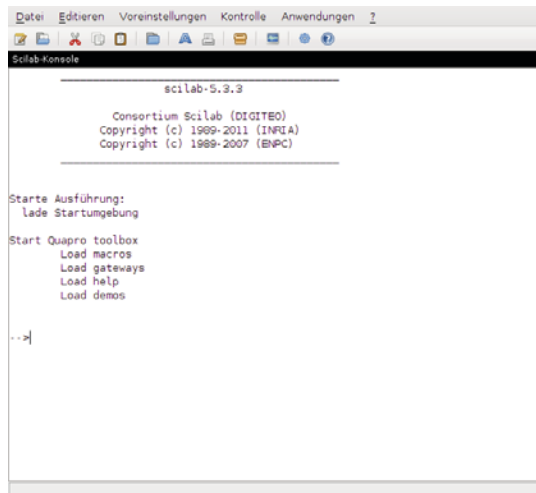 Datei Editieren Voreinstellungen Kontrolle Anwendungen ?
Scilab-Konsole
scilab-5.3.3
Consortium Scilab (DIGITEO)
Copyright (c) 1989-2011 (INRIA)
Copyright (c) 1989-2007 (ENPC)
Starte Ausführung:
lade Startumgebung
Start Quapro toolbox
Load macros
Load gateways
Load help
Load demos
-->